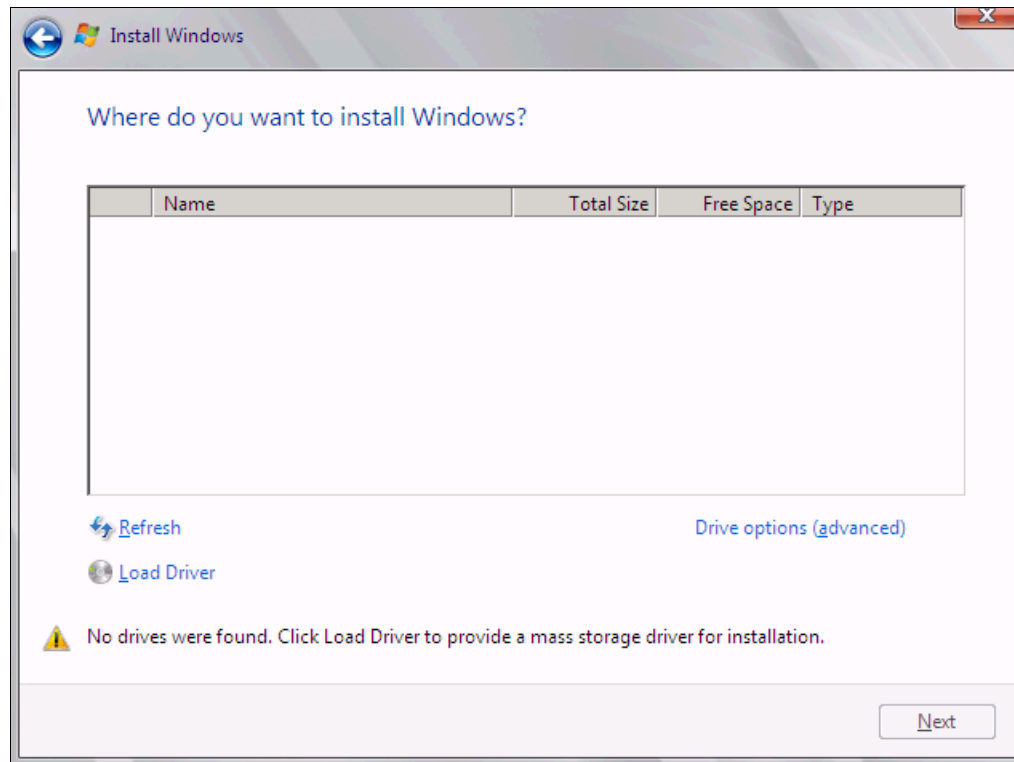 Install Windows
Where do you want to install Windows?
Name Total Size Free Space Type
Refresh Drive options (advanced)
Load Driver
No drives were found. Click Load Driver to provide a mass storage driver for installation.
Next